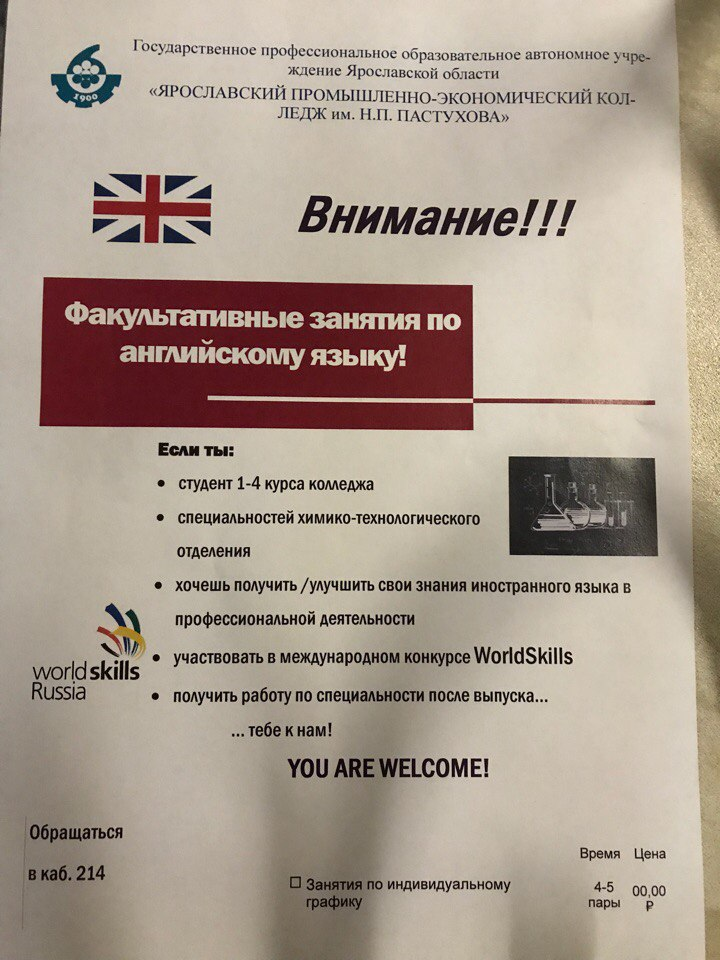 Государственное профессиональное образовательное автономное учре-
ждение Ярославской области
«ЯРОСЛАВСКИЙ ПРОМЫШЛЕННО-ЭКОНОМИЧЕСКИЙ КОЛ-
ЛЕДЖ им. Н.П. ПАСТУХОВА»
1900
Внимание!!!
Факультативные занятия по
английскому языку!
Если ты:
• студент 1-4 курса колледжа
• специальностей химико-технологического
отделения
• хочешь получить /улучшить свои знания иностранного языка в
профессиональной деятельности
• участвовать в международном конкурсе WorldSkills
• получить работу по специальности после выпуска...
... тебе к нам!
world skills
Russia
YOU ARE WELCOME!
Обращаться
в каб. 214
Время Цена
☐ Занятия по индивидуальному
графику
4-5
пары
00,00
₽